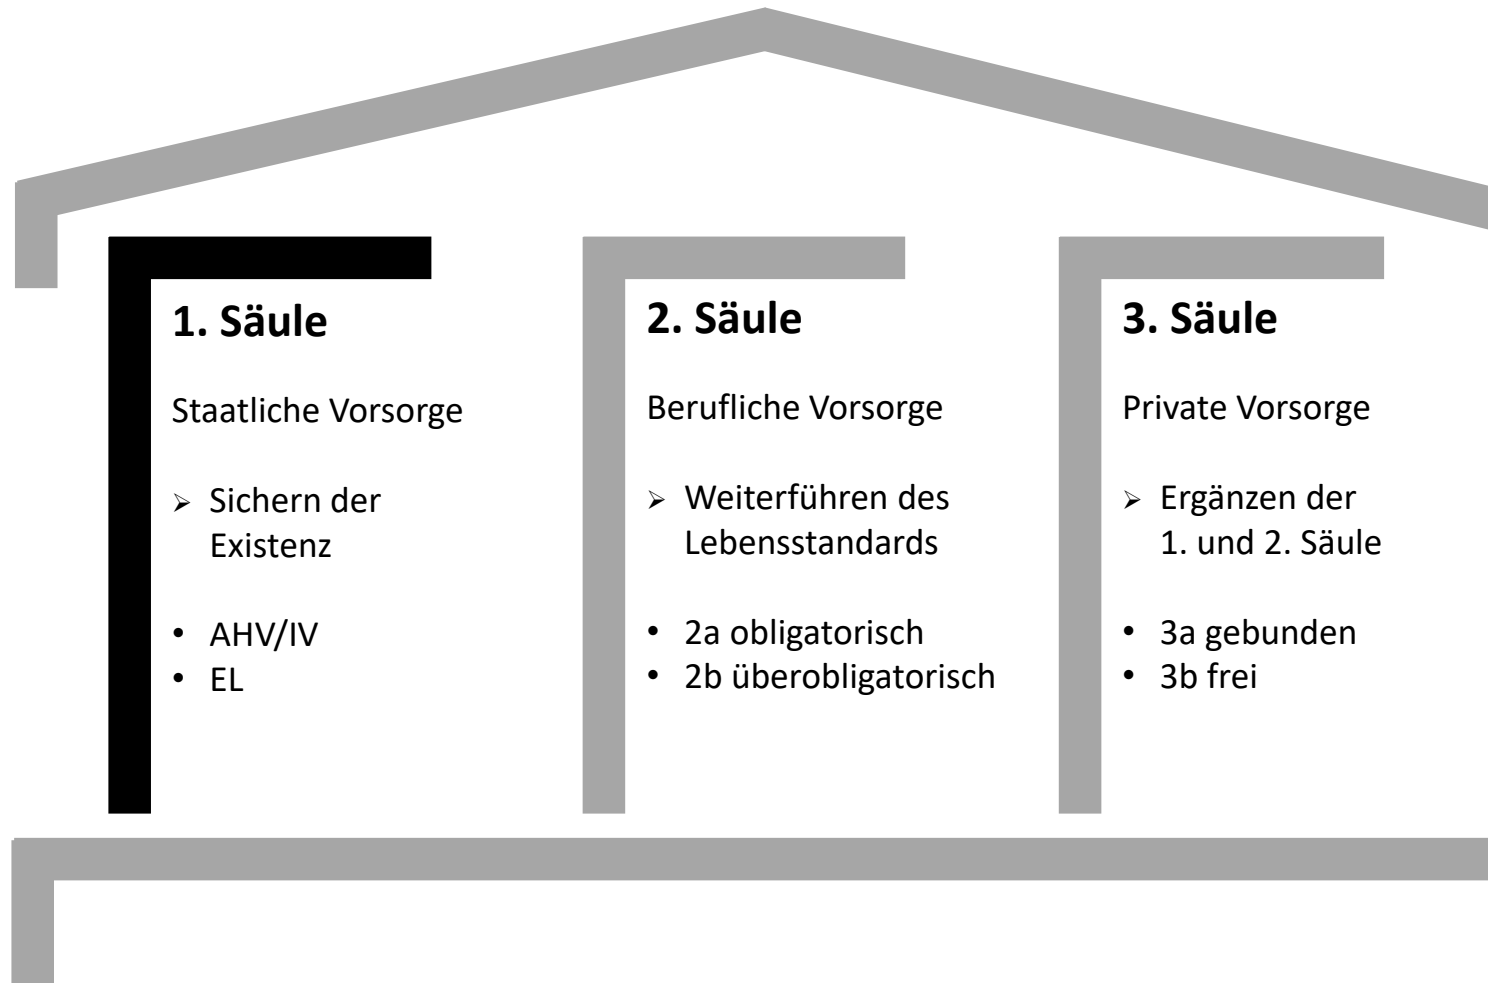 1. Säule
Staatliche Vorsorge
➢ Sichern der
Existenz
• AHV/IV
• EL
2. Säule
Berufliche Vorsorge
➢ Weiterführen des
Lebensstandards
• 2a obligatorisch
• 2b überobligatorisch
3. Säule
Private Vorsorge
➢ Ergänzen der
1. und 2. Säule
• 3a gebunden
• 3b frei